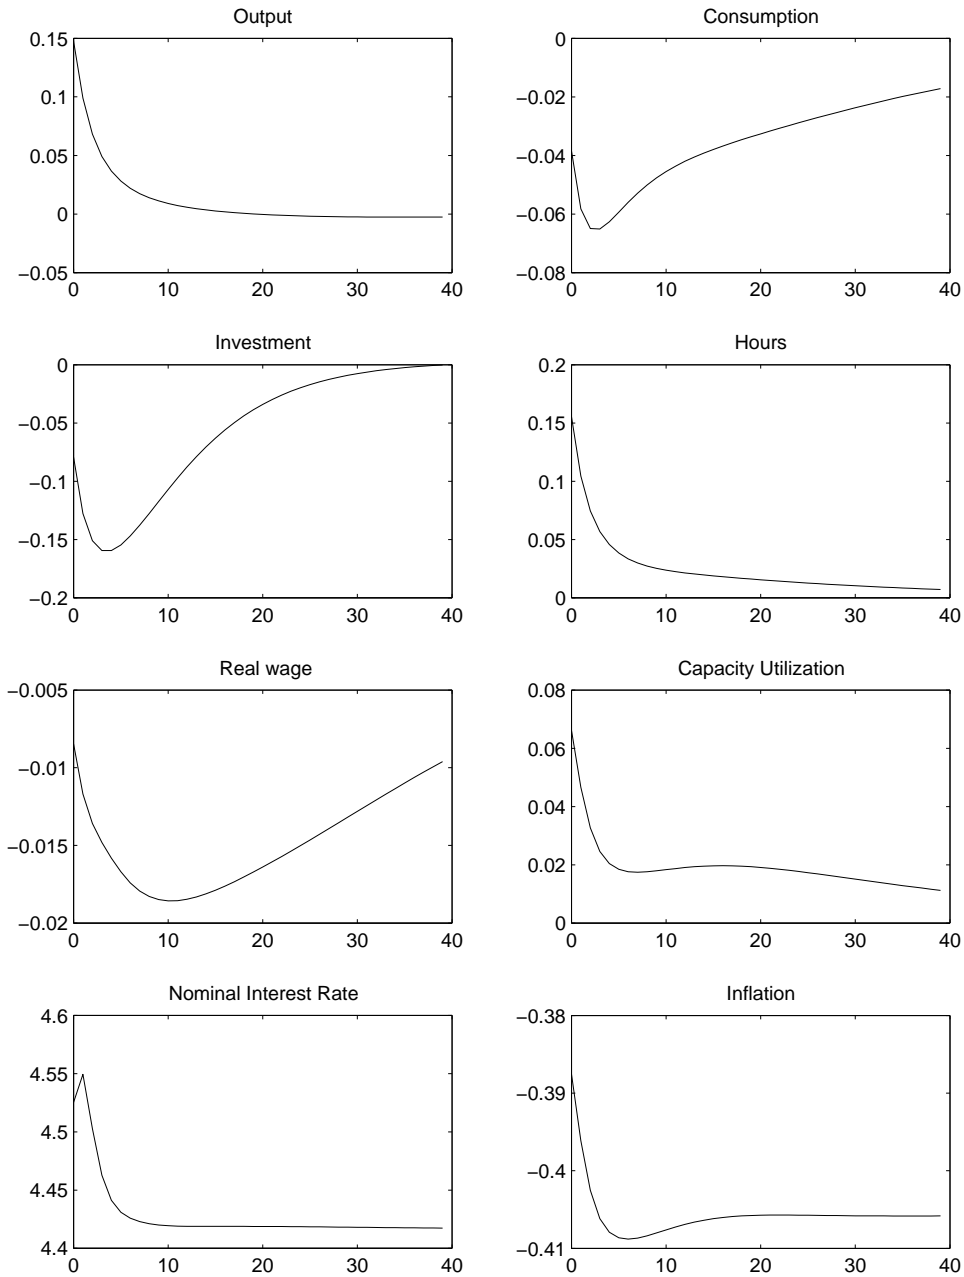 Output
0.15
0.1
0.05
0
−0.05
0 10 20 30 40
Consumption
0
−0.02
−0.04
−0.06
−0.08
0 10 20 30 40
Investment
0
−0.05
−0.1
−0.15
−0.2
0 10 20 30 40
Hours
0.2
0.15
0.1
0.05
0
0 10 20 30 40
Real wage
−0.005
−0.01
−0.015
−0.02
0 10 20 30 40
Capacity Utilization
0.08
0.06
0.04
0.02
0
0 10 20 30 40
Nominal Interest Rate
4.6
4.55
4.5
4.45
4.4
0 10 20 30 40
Inflation
−0.38
−0.39
−0.4
−0.41
0 10 20 30 40